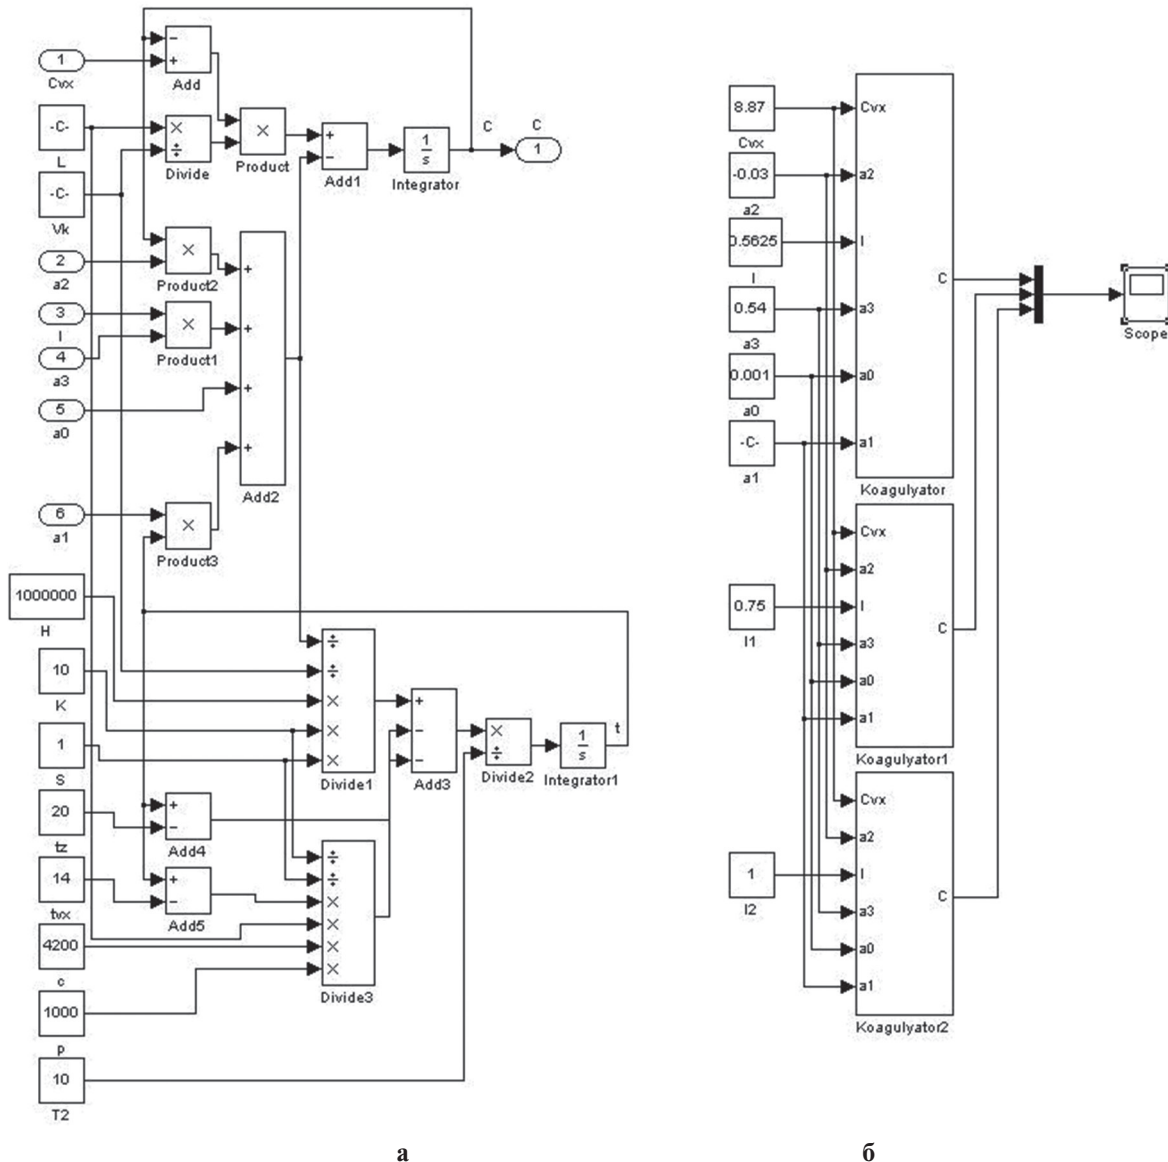 1
Cvx
-C-
L
-C-
Vk
2
a2
3
I
4
a3
5
a0
6
a1
1000000
H
10
K
1
S
20
tz
14
tvx
4200
c
1000
p
10
T2
− +
Add
× ÷
Divide
×
Product
+ −
Add1
1/s
Integrator
C
C
1
×
Product2
×
Product1
+ + + +
Add2
×
Product3
÷ ÷ × × ×
Divide1
+ − −
Add3
× ÷
Divide2
1/s
Integrator1
t
+ −
Add4
+ −
Add5
÷ ÷ × × × ×
Divide3
а
8.87
Cvx
-0.03
a2
0.5625
I
0.54
a3
0.001
a0
-C-
a1
0.75
I1
1
I2
Cvx
a2
I
a3
a0
a1
C
Koagulyator
Cvx
a2
I
a3
a0
a1
C
Koagulyator1
Cvx
a2
I
a3
a0
a1
C
Koagulyator2
Scope
б